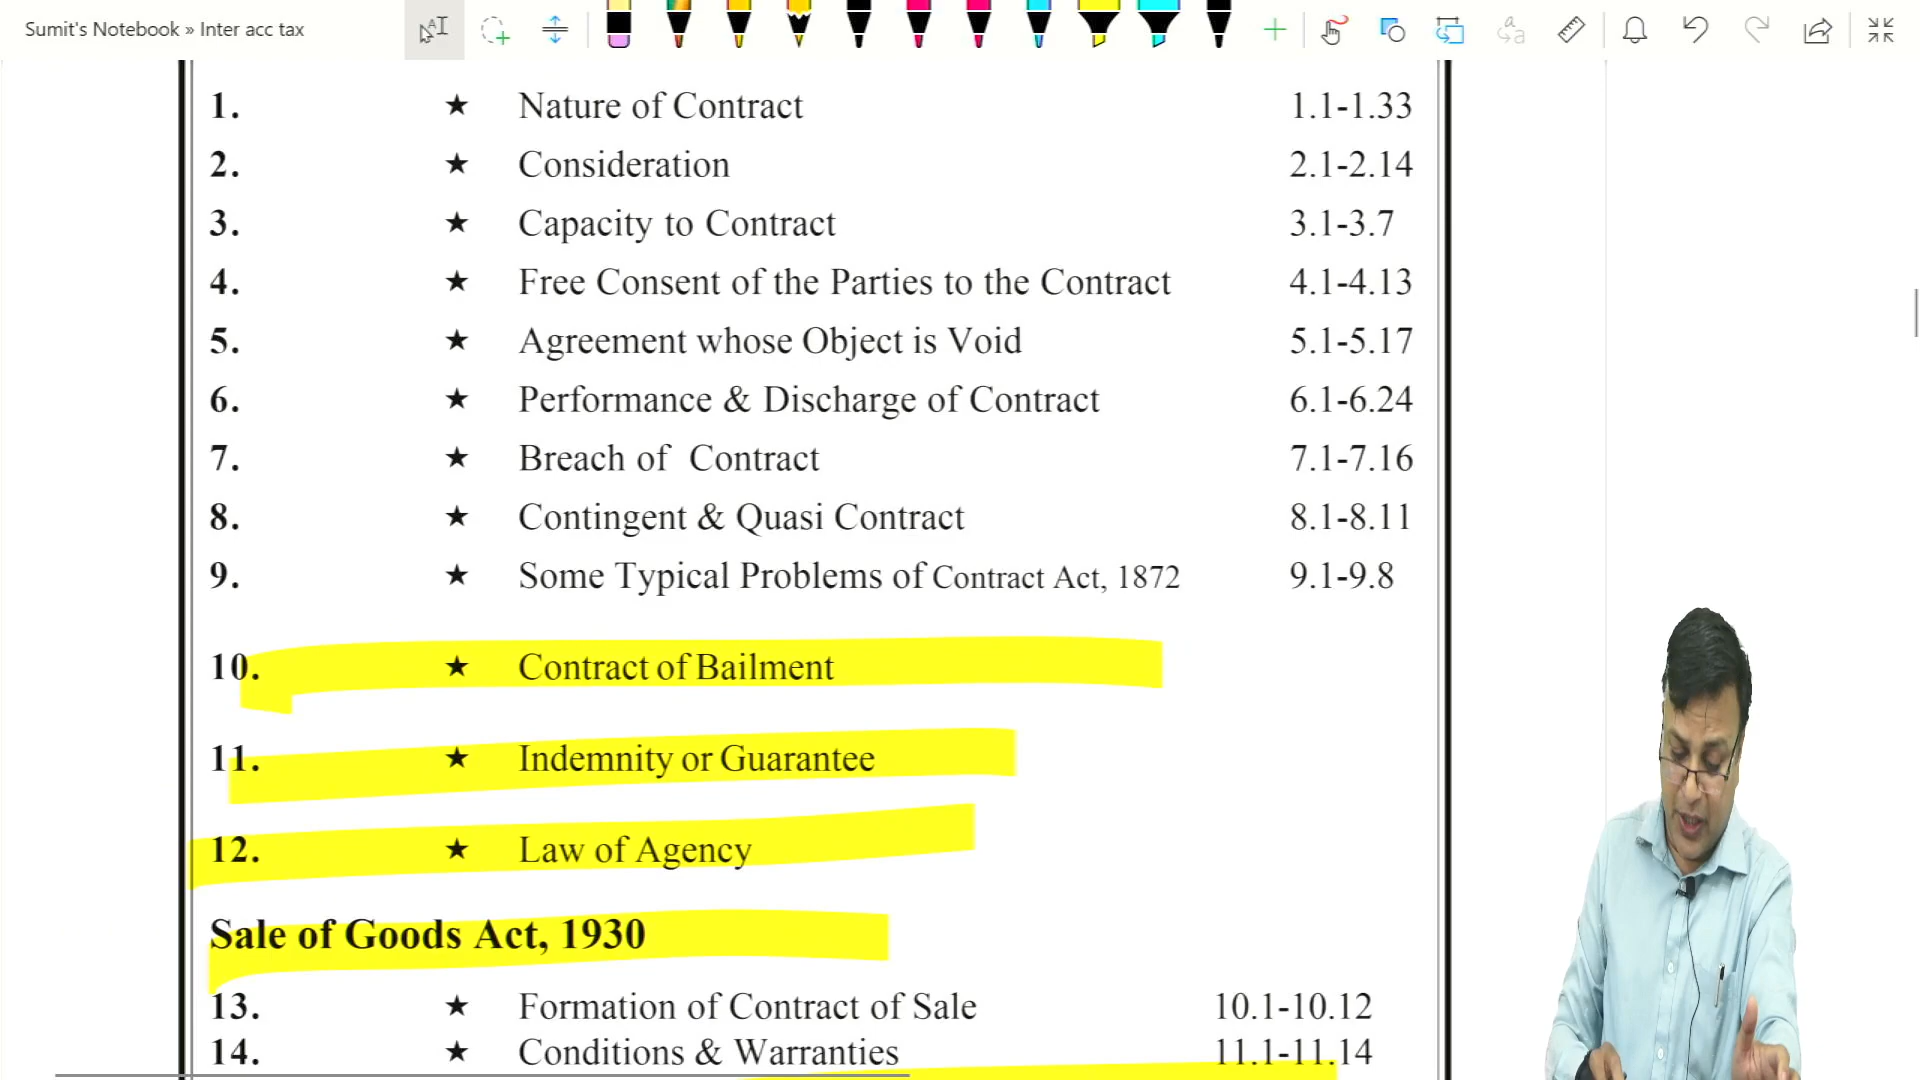 Sumit's Notebook » Inter acc tax
1. ★ Nature of Contract 1.1-1.33
2. ★ Consideration 2.1-2.14
3. ★ Capacity to Contract 3.1-3.7
4. ★ Free Consent of the Parties to the Contract 4.1-4.13
5. ★ Agreement whose Object is Void 5.1-5.17
6. ★ Performance & Discharge of Contract 6.1-6.24
7. ★ Breach of Contract 7.1-7.16
8. ★ Contingent & Quasi Contract 8.1-8.11
9. ★ Some Typical Problems of Contract Act, 1872 9.1-9.8
10. ★ Contract of Bailment
11. ★ Indemnity or Guarantee
12. ★ Law of Agency
Sale of Goods Act, 1930
13. ★ Formation of Contract of Sale 10.1-10.12
14. ★ Conditions & Warranties 11.1-11.14